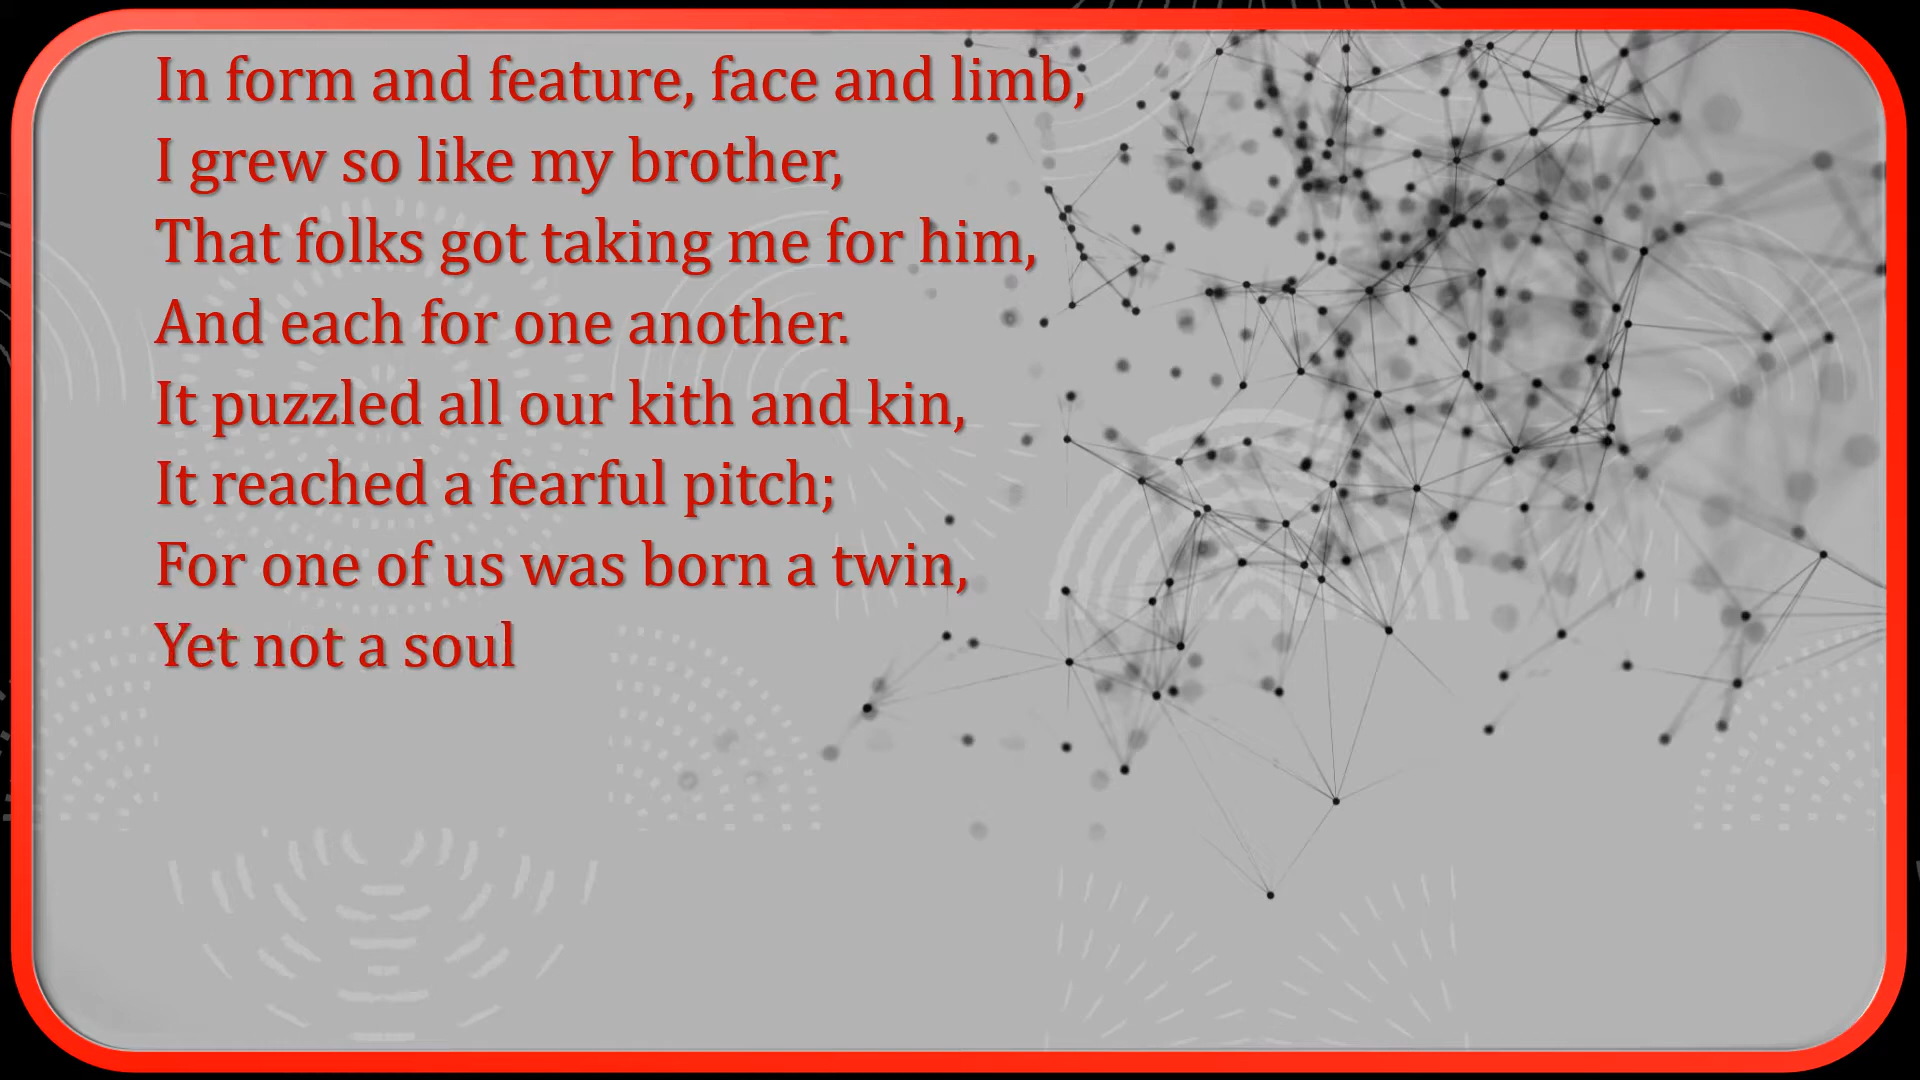 In form and feature, face and limb,
I grew so like my brother,
That folks got taking me for him,
And each for one another.
It puzzled all our kith and kin,
It reached a fearful pitch;
For one of us was born a twin,
Yet not a soul